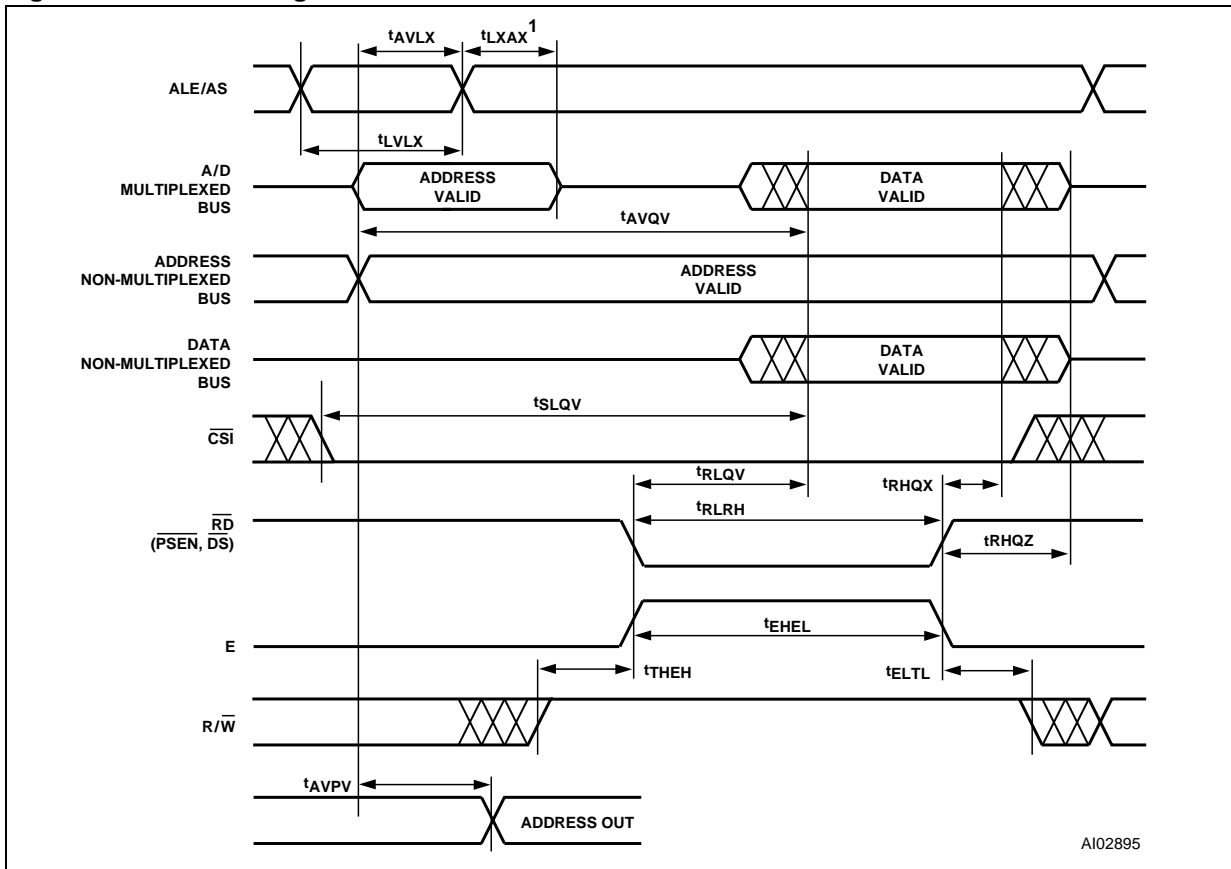 tAVLX
tLXAX 1
ALE/AS
tLVLX
A/D
MULTIPLEXED
BUS
ADDRESS
VALID
DATA
VALID
tAVQV
ADDRESS
NON-MULTIPLEXED
BUS
ADDRESS
VALID
DATA
NON-MULTIPLEXED
BUS
DATA
VALID
tSLQV
CSI
tRLQV
tRHQX
tRLRH
RD
(PSEN, DS)
tRHQZ
tEHEL
E
tTHEH
tELTL
R/W
tAVPV
ADDRESS OUT
AI02895